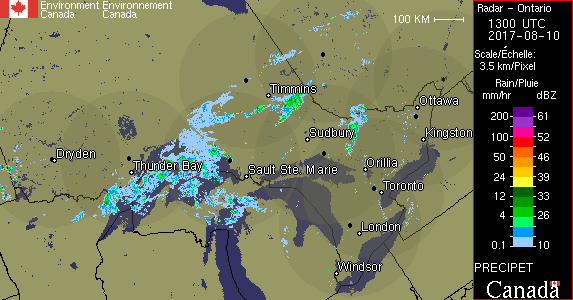 Environment Environnement
Canada Canada
100 KM
Radar - Ontario
1300 UTC
2017-08-10
Scale/Échelle:
3.5 km/Pixel
Rain/Pluie
mm/hr dBZ
200 61
100 52
50 46
24 39
12 33
4 26
0.1 10
PRECIPET
Canada
Timmins
Ottawa
Sudbury
Kingston
Dryden
Thunder Bay
Sault Ste. Marie
Orillia
Toronto
London
Windsor